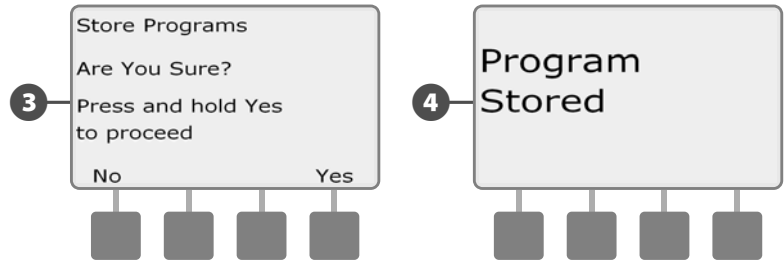 Store Programs
Are You Sure?
3
Press and hold Yes
to proceed
No Yes
4
Program
Stored